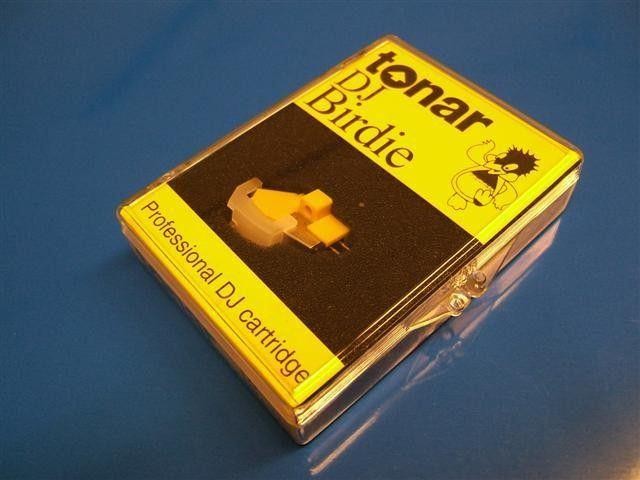 tonar
DJ
Birdie
Professional DJ cartridge